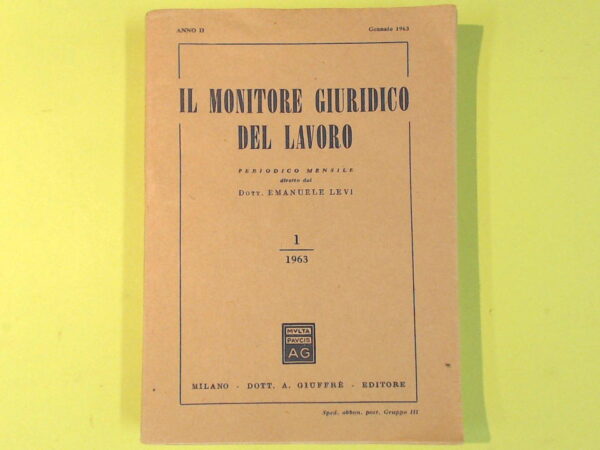 ANNO II
Gennaio 1963
IL MONITORE GIURIDICO
DEL LAVORO
PERIODICO MENSILE
diretto dal
DOTT. EMANUELE LEVI
1
1963
MVLTA
PAVCIS
AG
MILANO - DOTT. A. GIUFFRÈ - EDITORE
Sped. abbon. post. Gruppo III